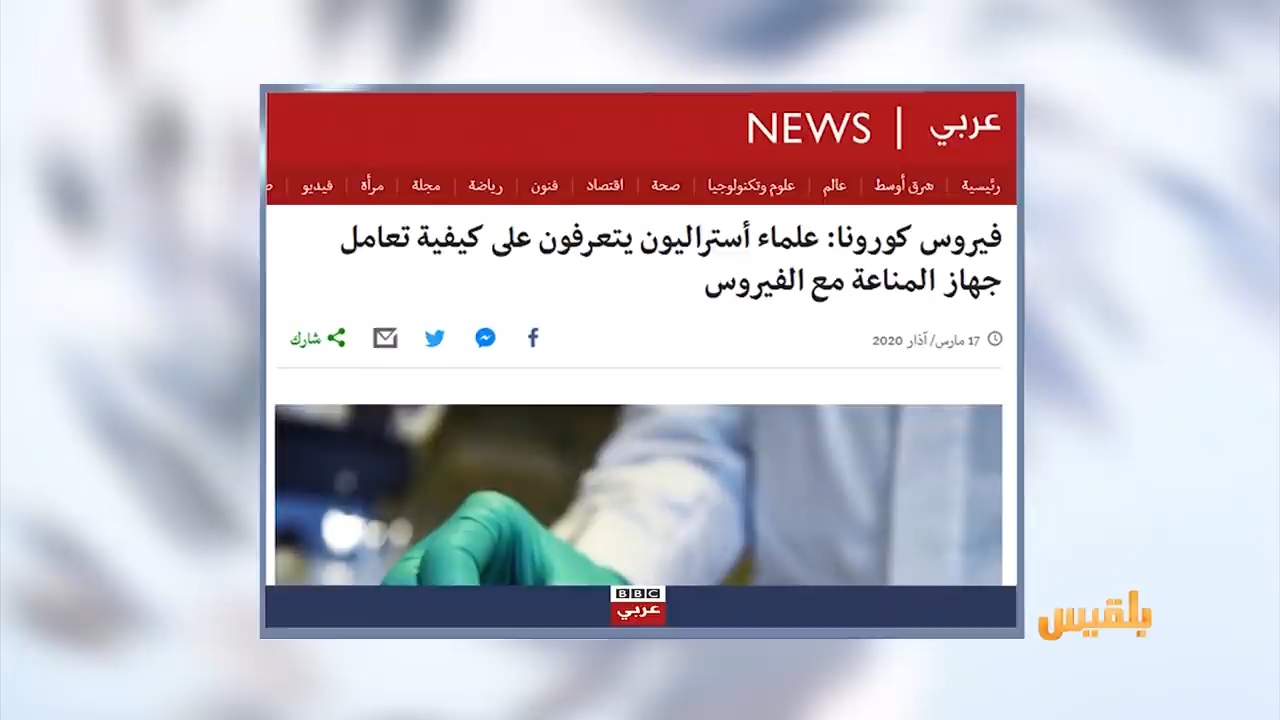 عربي | NEWS
رئيسية | شرق أوسط | عالم | علوم وتكنولوجيا | صحة | اقتصاد | فنون | رياضة | مجلة | مرأة | فيديو
فيروس كورونا: علماء أستراليون يتعرفون على كيفية تعامل
جهاز المناعة مع الفيروس
17 مارس/ آذار 2020
شارك
BBC
عربي
بلقيس